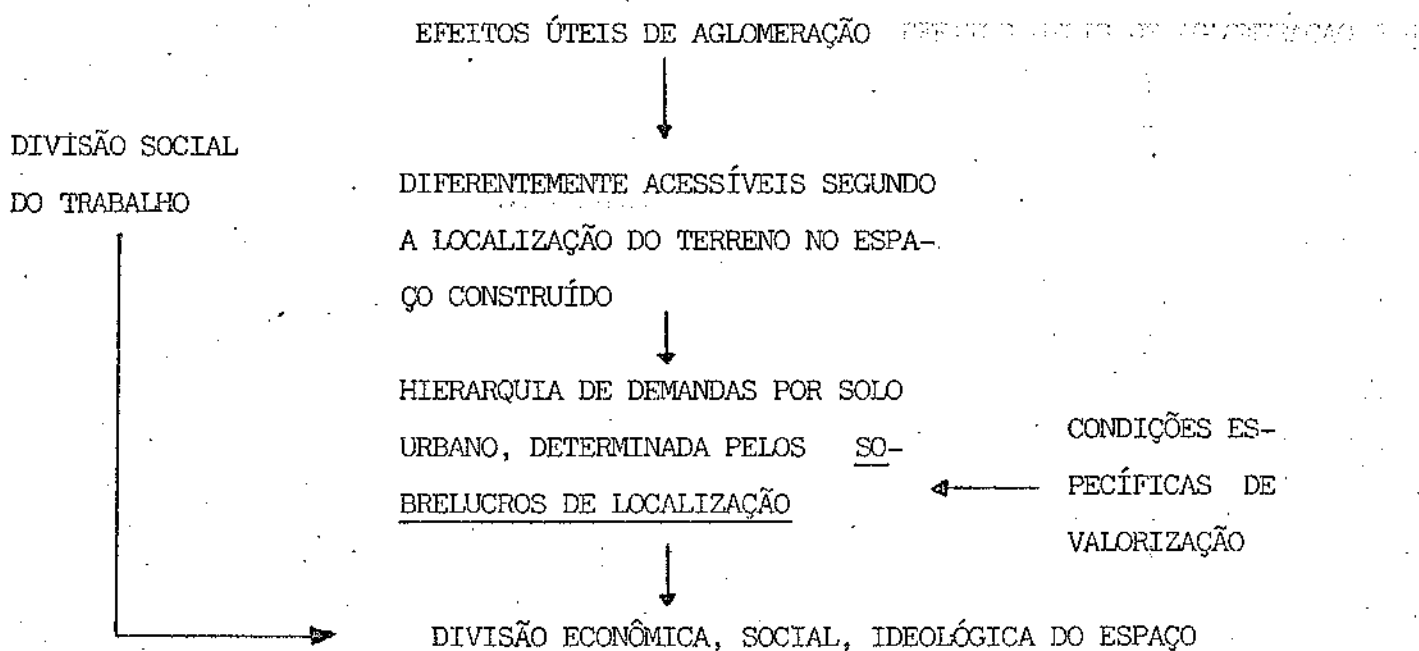 EFEITOS ÚTEIS DE AGLOMERAÇÃO
DIVISÃO SOCIAL
DO TRABALHO
DIFERENTEMENTE ACESSÍVEIS SEGUNDO
A LOCALIZAÇÃO DO TERRENO NO ESPA-
ÇO CONSTRUÍDO
HIERARQUIA DE DEMANDAS POR SOLO
URBANO, DETERMINADA PELOS SO-
BRELUCROS DE LOCALIZAÇÃO
CONDIÇÕES ES-
PECÍFICAS DE
VALORIZAÇÃO
DIVISÃO ECONÔMICA, SOCIAL, IDEOLÓGICA DO ESPAÇO